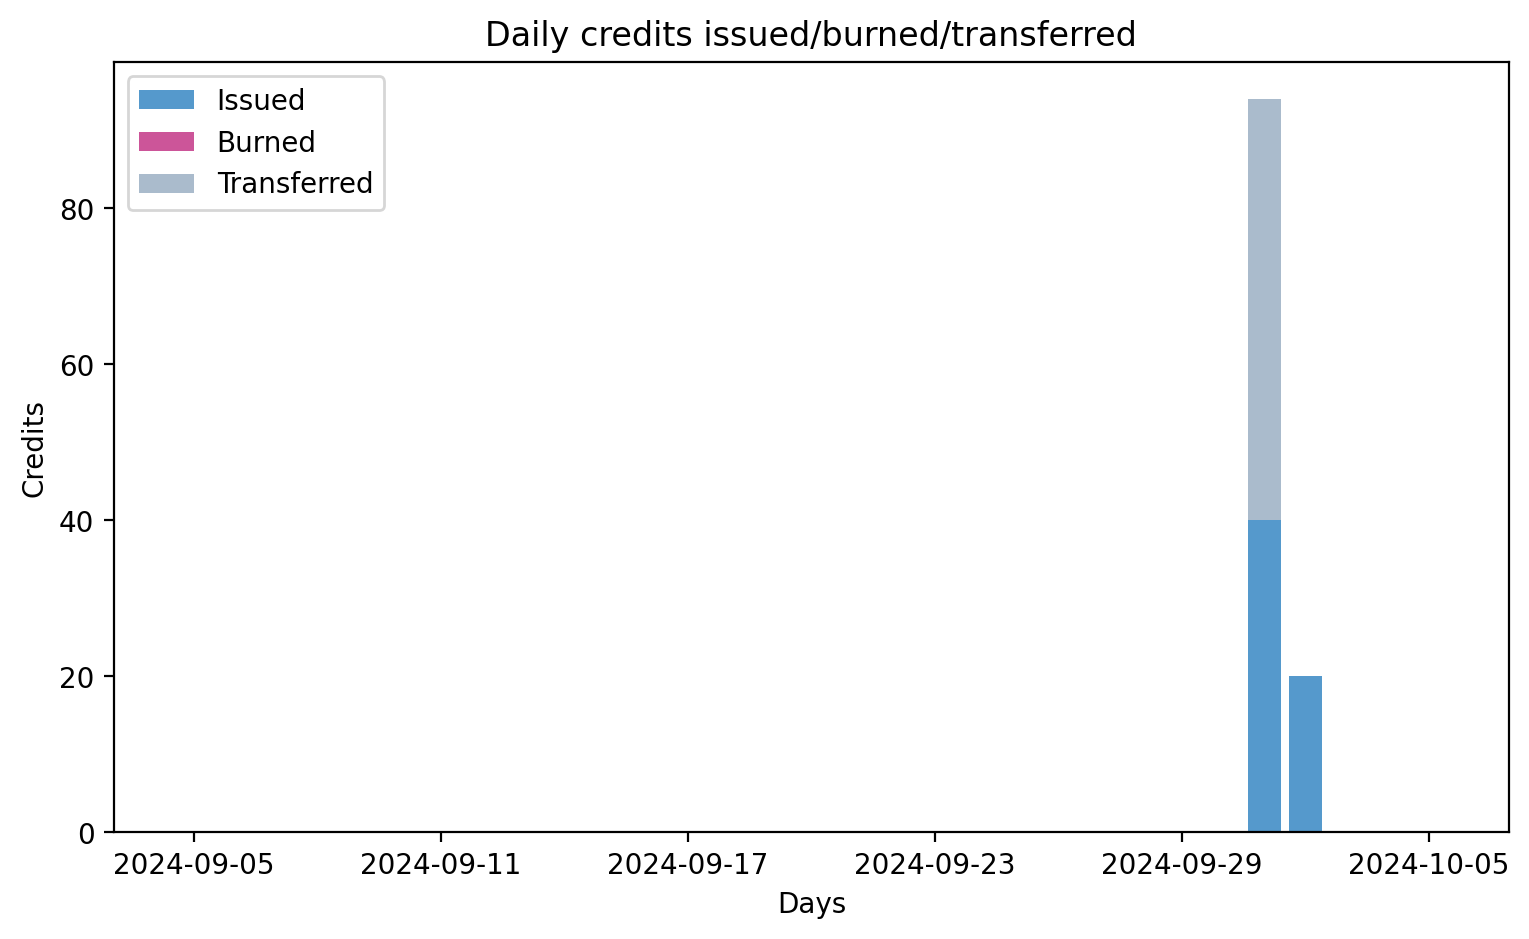 Daily credits issued/burned/transferred
Issued
Burned
Transferred
80
60
40
20
0
Credits
2024-09-05 2024-09-11 2024-09-17 2024-09-23 2024-09-29 2024-10-05
Days